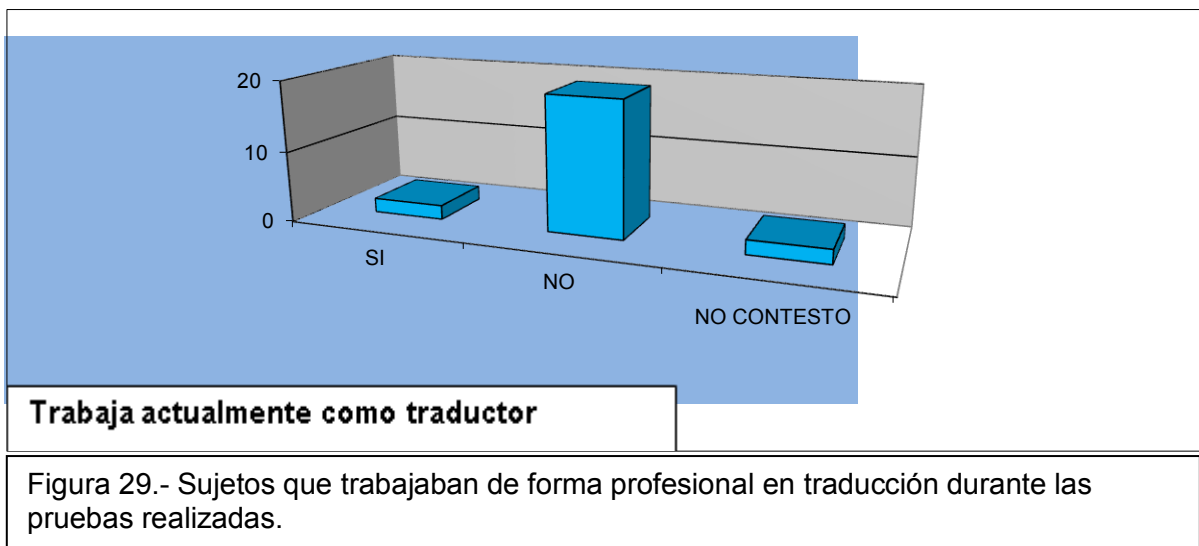 20
10
0
SI
NO
NO CONTESTO
Trabaja actualmente como traductor
Figura 29.- Sujetos que trabajaban de forma profesional en traducción durante las
pruebas realizadas.